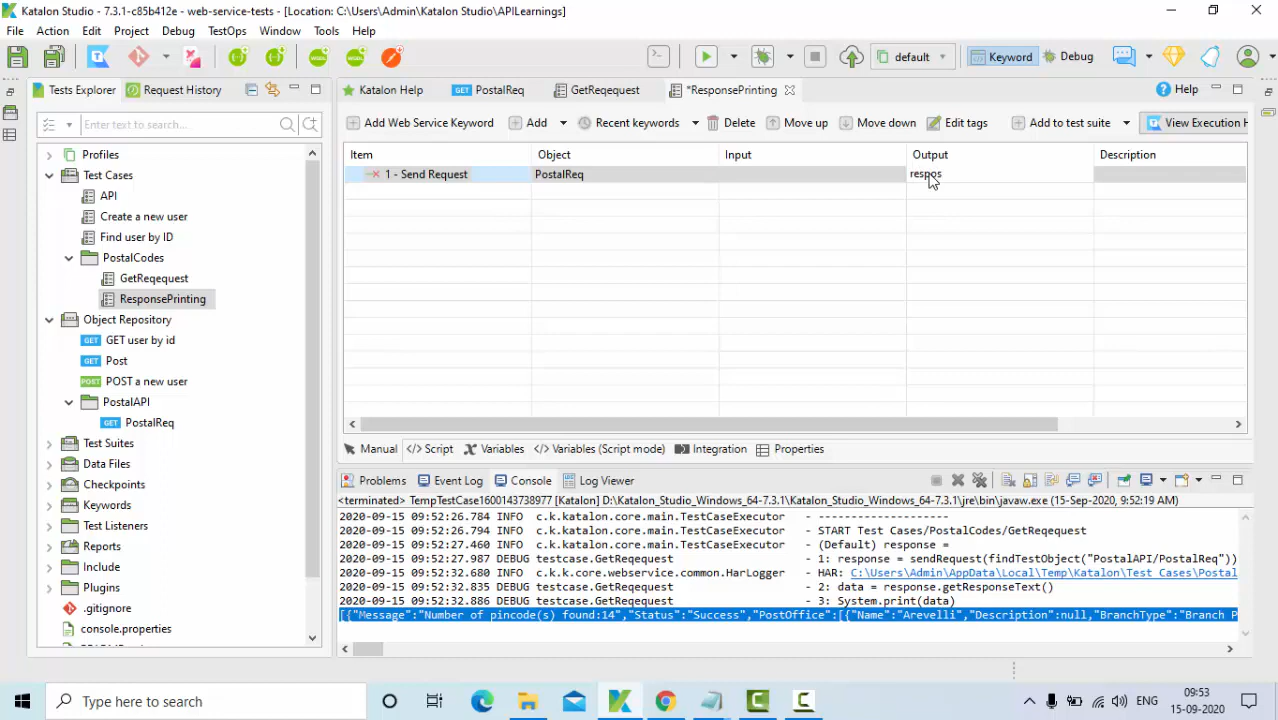 Katalon Studio - 7.3.1-c85b412e - web-service-tests - [Location: C:\Users\Admin\Katalon Studio\APILearnings]
File Action Edit Project Debug TestOps Window Tools Help
default Keyword Debug
Tests Explorer Request History
Katalon Help PostalReq GetReqequest *ResponsePrinting Help
Enter text to search...
Add Web Service Keyword Add Recent keywords Delete Move up Move down Edit tags Add to test suite View Execution H
Item Object Input Output Description
1 - Send Request PostalReq respos
Profiles
Test Cases
API
Create a new user
Find user by ID
PostalCodes
GetReqequest
ResponsePrinting
Object Repository
GET GET user by id
GET Post
POST POST a new user
PostalAPI
GET PostalReq
Test Suites
Data Files
Checkpoints
Keywords
Test Listeners
Reports
Include
Plugins
.gitignore
console.properties
Manual Script Variables Variables (Script mode) Integration Properties
Problems Event Log Console Log Viewer
<terminated> TempTestCase1600143738977 [Katalon] D:\Katalon_Studio_Windows_64-7.3.1\Katalon_Studio_Windows_64-7.3.1\jre\bin\javaw.exe (15-Sep-2020, 9:52:19 AM)
2020-09-15 09:52:26.784 INFO c.k.katalon.core.main.TestCaseExecutor - --------------------
2020-09-15 09:52:26.794 INFO c.k.katalon.core.main.TestCaseExecutor - START Test Cases/PostalCodes/GetReqequest
2020-09-15 09:52:27.460 INFO c.k.katalon.core.main.TestCaseExecutor - (Default) response =
2020-09-15 09:52:27.987 DEBUG testcase.GetReqequest - 1: response = sendRequest(findTestObject("PostalAPI/PostalReq"))
2020-09-15 09:52:32.680 INFO c.k.k.core.webservice.common.HarLogger - HAR: C:\Users\Admin\AppData\Local\Temp\Katalon\Test Cases\Postal
2020-09-15 09:52:32.835 DEBUG testcase.GetReqequest - 2: data = response.getResponseText()
2020-09-15 09:52:32.886 DEBUG testcase.GetReqequest - 3: System.print(data)
[{"Message":"Number of pincode(s) found:14","Status":"Success","PostOffice":[{"Name":"Arevelli","Description":null,"BranchType":"Branch P
Type here to search
ENG
09:53
15-09-2020